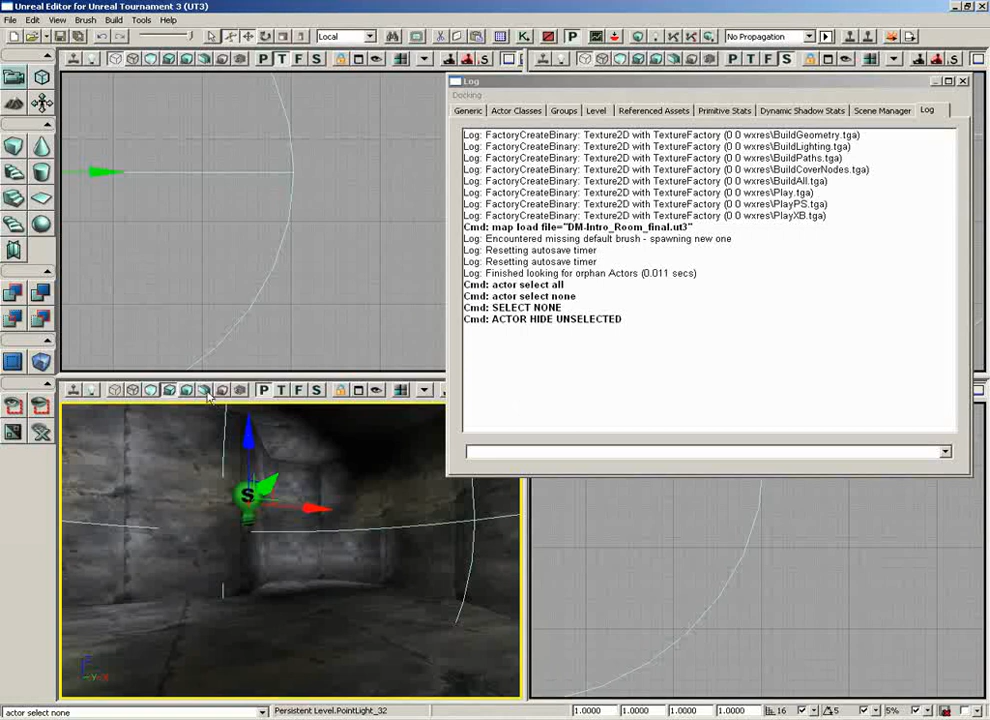 Unreal Editor for Unreal Tournament 3 (UT3)
File Edit View Brush Build Tools Help
Local
K
P
No Propagation
P T F S
P T F S
Log
Docking
Generic Actor Classes Groups Level Referenced Assets Primitive Stats Dynamic Shadow Stats Scene Manager Log
Log: FactoryCreateBinary: Texture2D with TextureFactory (0 0 wxres\BuildGeometry.tga)
Log: FactoryCreateBinary: Texture2D with TextureFactory (0 0 wxres\BuildLighting.tga)
Log: FactoryCreateBinary: Texture2D with TextureFactory (0 0 wxres\BuildPaths.tga)
Log: FactoryCreateBinary: Texture2D with TextureFactory (0 0 wxres\BuildCoverNodes.tga)
Log: FactoryCreateBinary: Texture2D with TextureFactory (0 0 wxres\BuildAll.tga)
Log: FactoryCreateBinary: Texture2D with TextureFactory (0 0 wxres\Play.tga)
Log: FactoryCreateBinary: Texture2D with TextureFactory (0 0 wxres\PlayPS.tga)
Log: FactoryCreateBinary: Texture2D with TextureFactory (0 0 wxres\PlayXB.tga)
Cmd: map load file="DM-Intro_Room_final.ut3"
Log: Encountered missing default brush - spawning new one
Log: Resetting autosave timer
Log: Resetting autosave timer
Log: Finished looking for orphan Actors (0.011 secs)
Cmd: actor select all
Cmd: actor select none
Cmd: SELECT NONE
Cmd: ACTOR HIDE UNSELECTED
P T F S
S
Z
Y X
actor select none
Persistent Level.PointLight_32
1.0000 1.0000 1.0000 1.0000 16 5 5%